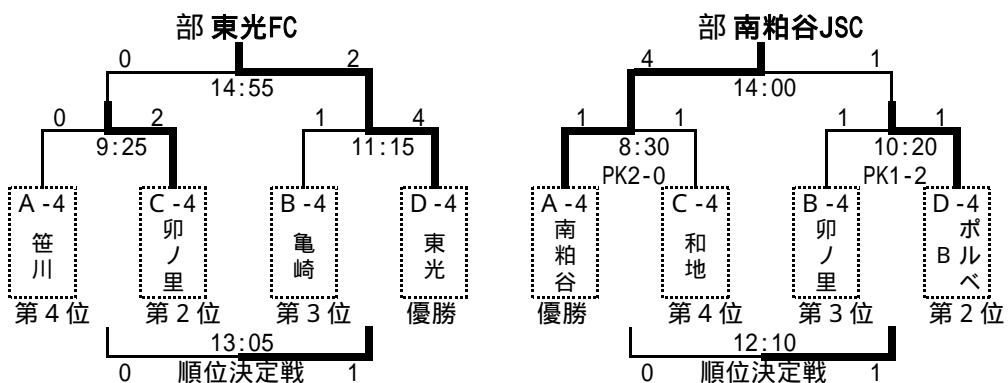 部 東光FC
0 2
14:55
0 2 1 4
9:25 11:15
A-4 C-4 B-4 D-4
笹川 卯ノ里 亀崎 東光
第4位 第2位 第3位 優勝
13:05
0 順位決定戦 1
部 南粕谷JSC
4 1
14:00
1 1 1 1
8:30 10:20
PK2-0 PK1-2
A-4 C-4 B-4 D-4
南粕谷 和地 卯ノ里 ポルベB
優勝 第4位 第3位 第2位
12:10
0 順位決定戦 1